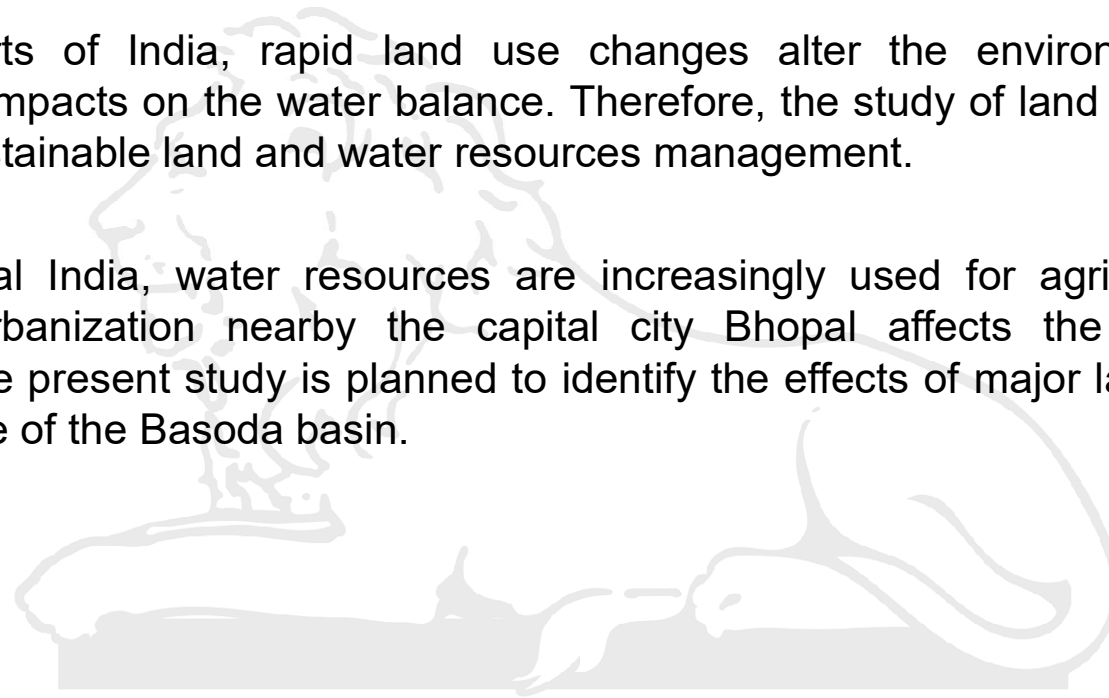 rts of India, rapid land use changes alter the environ
mpacts on the water balance. Therefore, the study of land
tainable land and water resources management.
al India, water resources are increasingly used for agri
rbanization nearby the capital city Bhopal affects the
e present study is planned to identify the effects of major la
e of the Basoda basin.